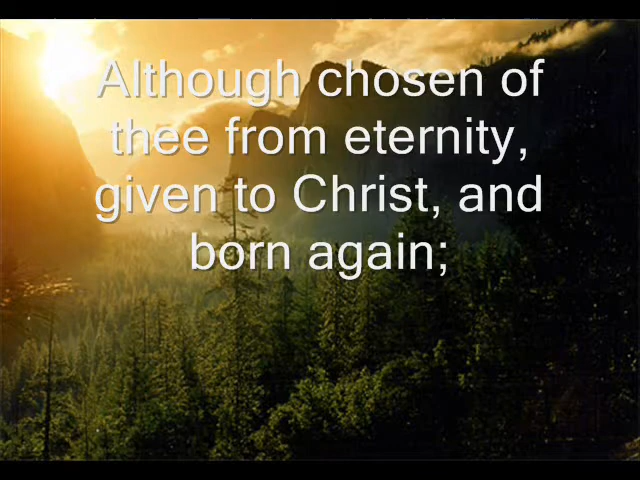 Although chosen of
thee from eternity,
given to Christ, and
born again;